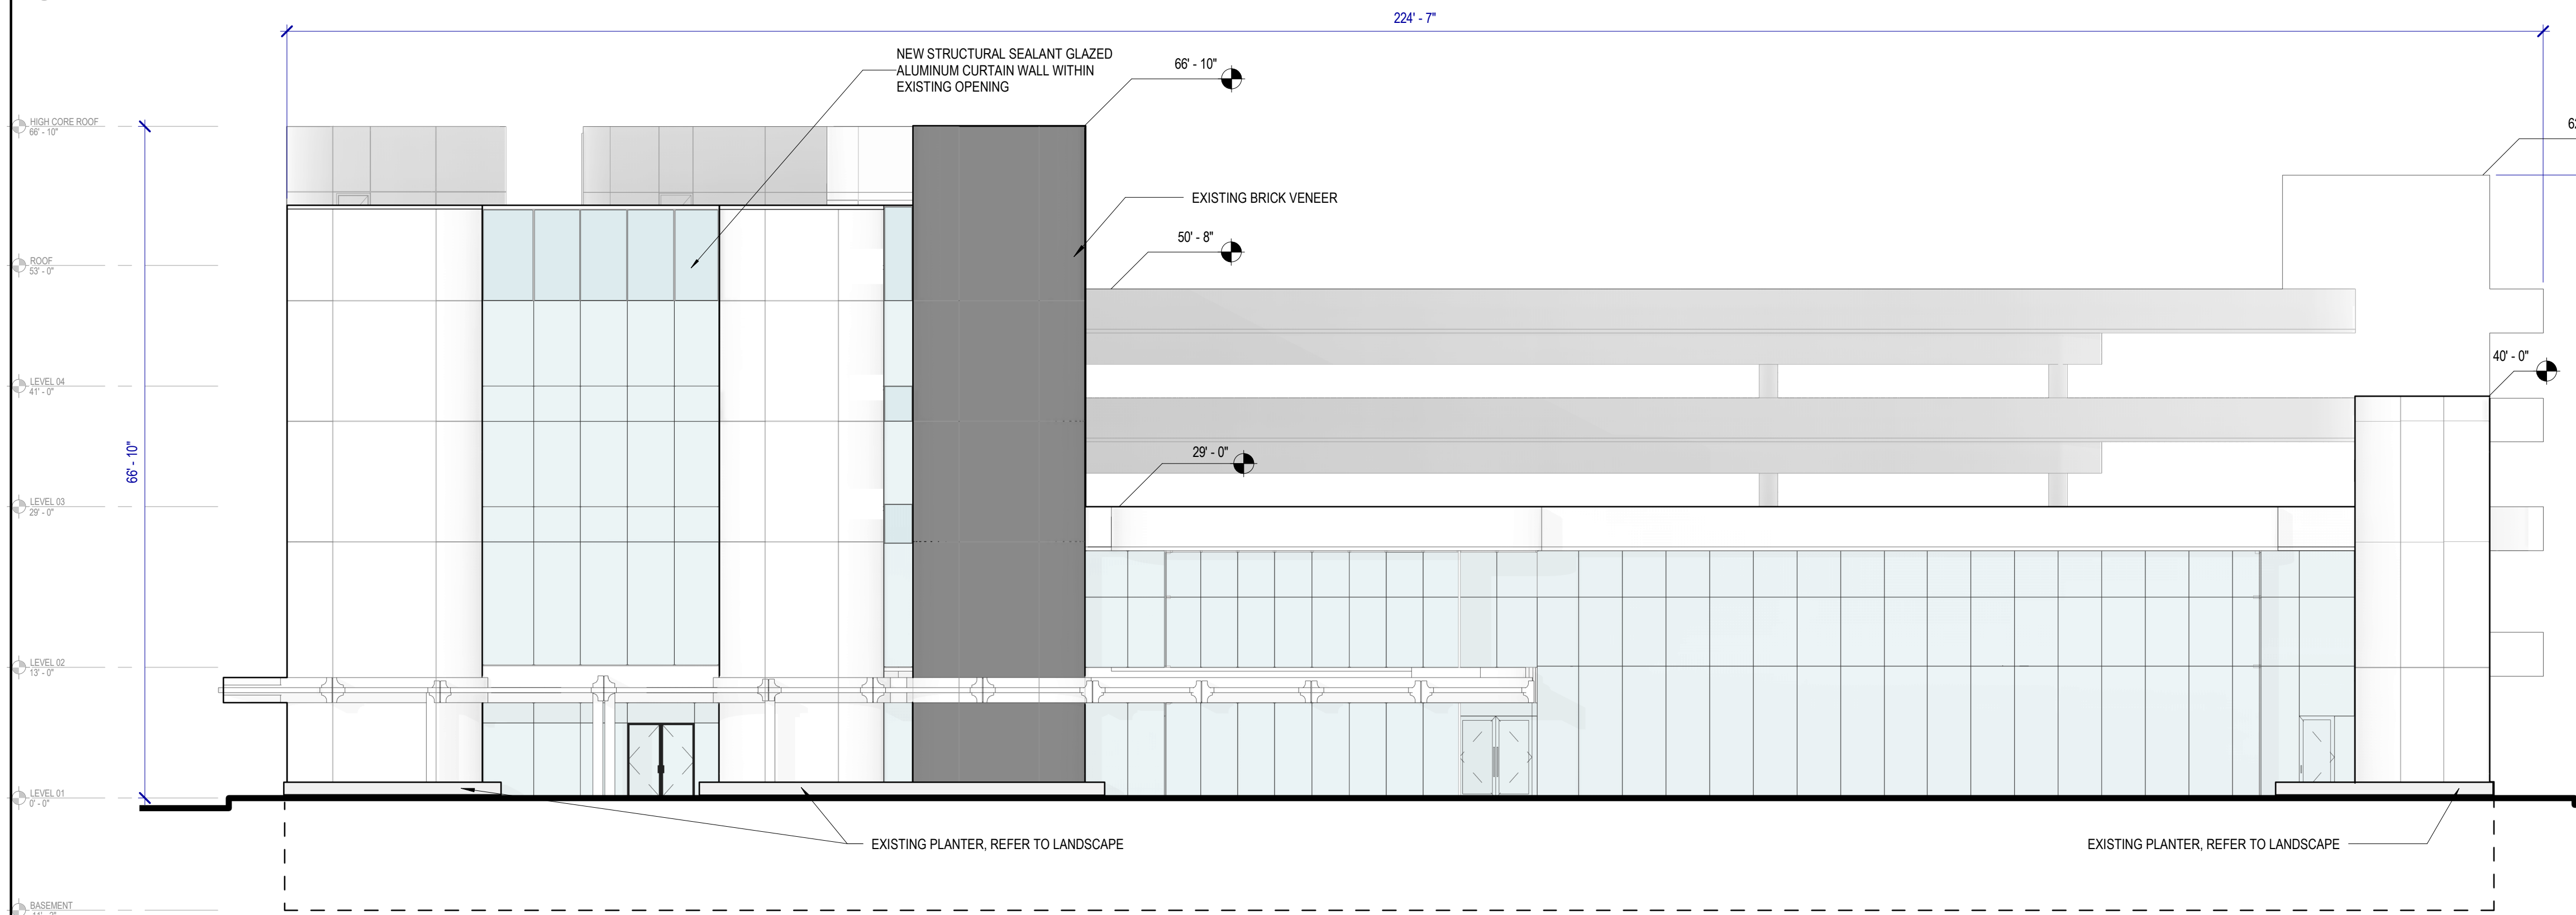 224' - 7"
NEW STRUCTURAL SEALANT GLAZED
ALUMINUM CURTAIN WALL WITHIN
EXISTING OPENING
66' - 10"
HIGH CORE ROOF
66' - 10"
EXISTING BRICK VENEER
50' - 8"
ROOF
53' - 0"
40' - 0"
LEVEL 04
41' - 0"
66' - 10"
29' - 0"
LEVEL 03
29' - 0"
LEVEL 02
13' - 0"
LEVEL 01
0' - 0"
EXISTING PLANTER, REFER TO LANDSCAPE
EXISTING PLANTER, REFER TO LANDSCAPE
BASEMENT